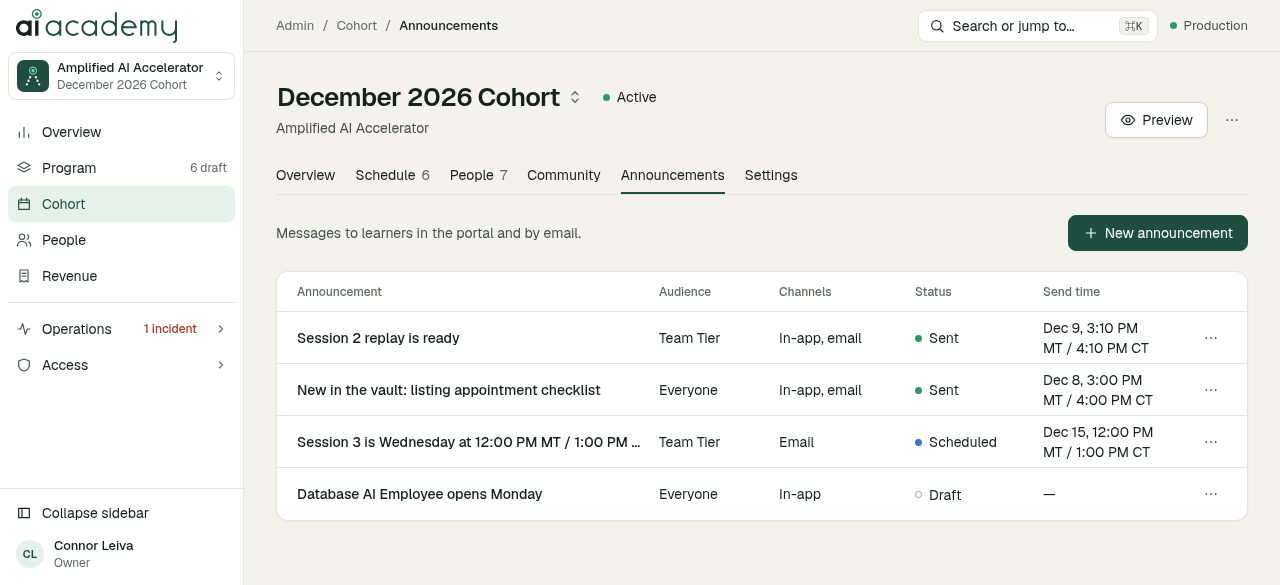 ai academy
Amplified AI Accelerator
December 2026 Cohort
Overview
Program 6 draft
Cohort
People
Revenue
Operations 1 incident
Access
Collapse sidebar
CL Connor Leiva
Owner
Admin / Cohort / Announcements
Search or jump to… ⌘K
Production
December 2026 Cohort Active
Amplified AI Accelerator
Preview ···
Overview Schedule 6 People 7 Community Announcements Settings
Messages to learners in the portal and by email.
+ New announcement
Announcement Audience Channels Status Send time
Session 2 replay is ready Team Tier In-app, email Sent Dec 9, 3:10 PM
MT / 4:10 PM CT ···
New in the vault: listing appointment checklist Everyone In-app, email Sent Dec 8, 3:00 PM
MT / 4:00 PM CT ···
Session 3 is Wednesday at 12:00 PM MT / 1:00 PM … Team Tier Email Scheduled Dec 15, 12:00 PM
MT / 1:00 PM CT ···
Database AI Employee opens Monday Everyone In-app Draft — ···